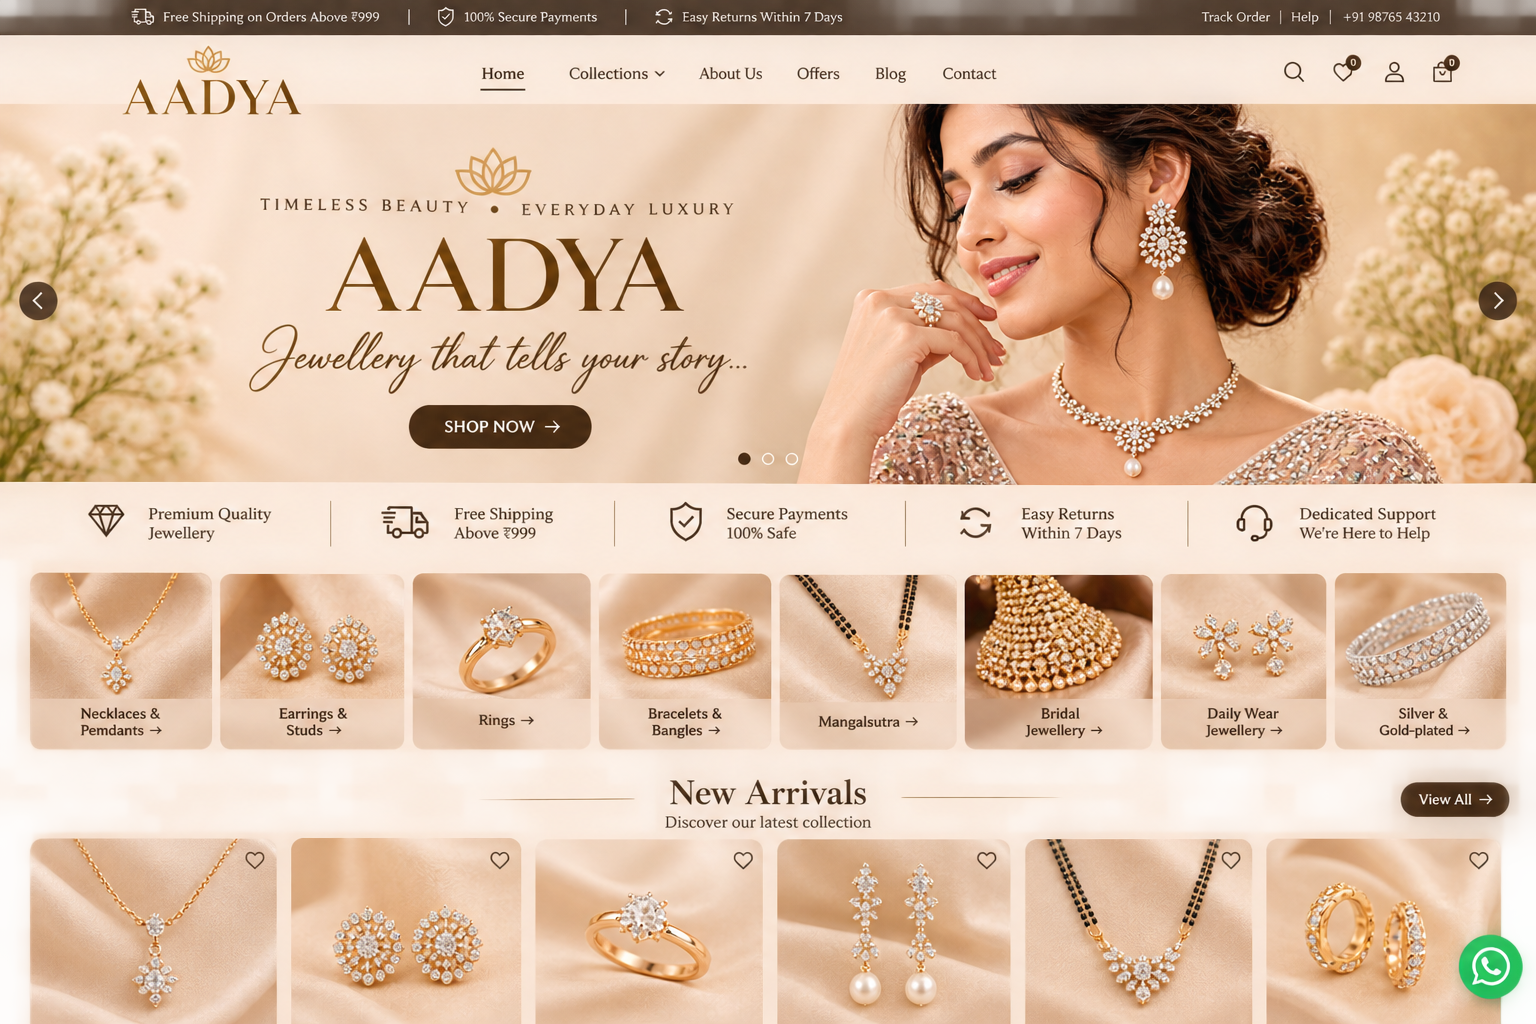 Free Shipping on Orders Above ₹999 | 100% Secure Payments | Easy Returns Within 7 Days
Track Order | Help | +91 98765 43210
AADYA
Home Collections About Us Offers Blog Contact
0 0
TIMELESS BEAUTY • EVERYDAY LUXURY
AADYA
Jewellery that tells your story...
SHOP NOW →
Premium Quality
Jewellery
Free Shipping
Above ₹999
Secure Payments
100% Safe
Easy Returns
Within 7 Days
Dedicated Support
We're Here to Help
Necklaces &
Pemdants →
Earrings &
Studs →
Rings →
Bracelets &
Bangles →
Mangalsutra →
Bridal
Jewellery →
Daily Wear
Jewellery →
Silver &
Gold-plated →
New Arrivals
Discover our latest collection
View All →